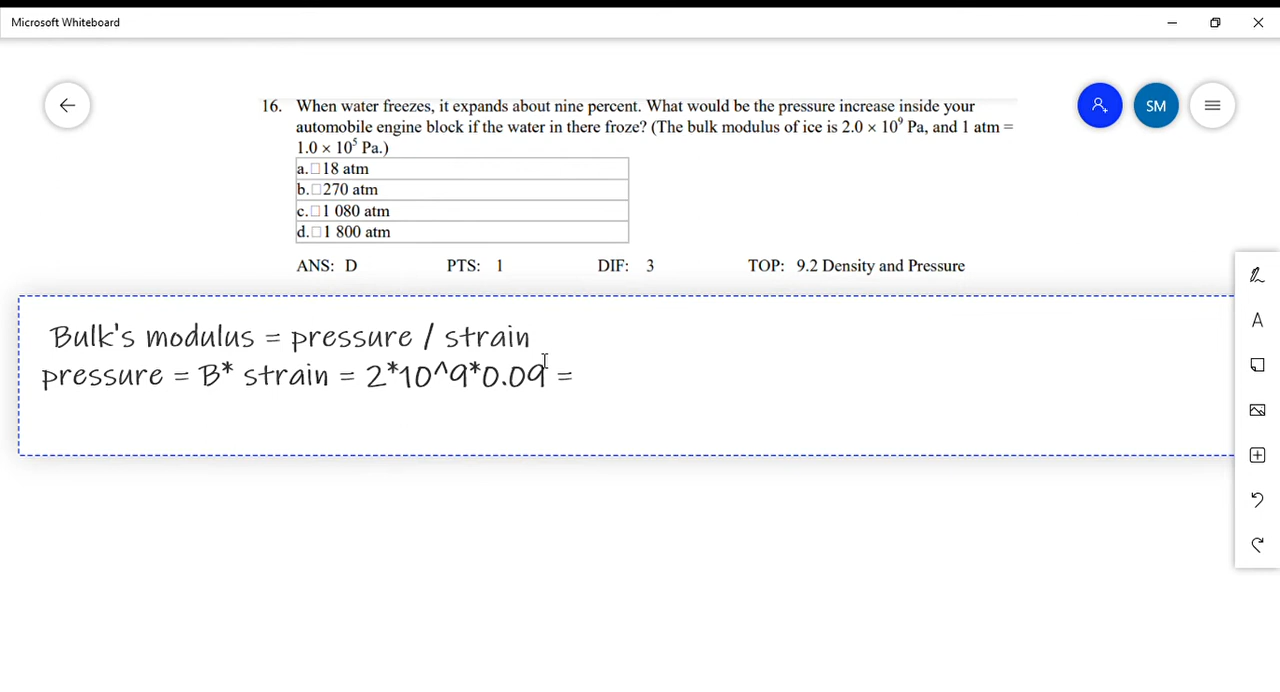 Microsoft Whiteboard
SM
16. When water freezes, it expands about nine percent. What would be the pressure increase inside your
automobile engine block if the water in there froze? (The bulk modulus of ice is 2.0 × 10⁹ Pa, and 1 atm =
1.0 × 10⁵ Pa.)
a. 18 atm
b. 270 atm
c. 1 080 atm
d. 1 800 atm
ANS: D PTS: 1 DIF: 3 TOP: 9.2 Density and Pressure
Bulk's modulus = pressure / strain
pressure = B* strain = 2*10^9*0.09 =
A